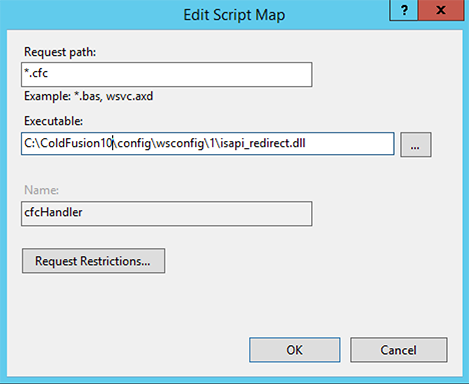 Edit Script Map
? x
Request path:
*.cfc
Example: *.bas, wsvc.axd
Executable:
C:\ColdFusion10\config\wsconfig\1\isapi_redirect.dll
...
Name:
cfcHandler
Request Restrictions...
OK Cancel